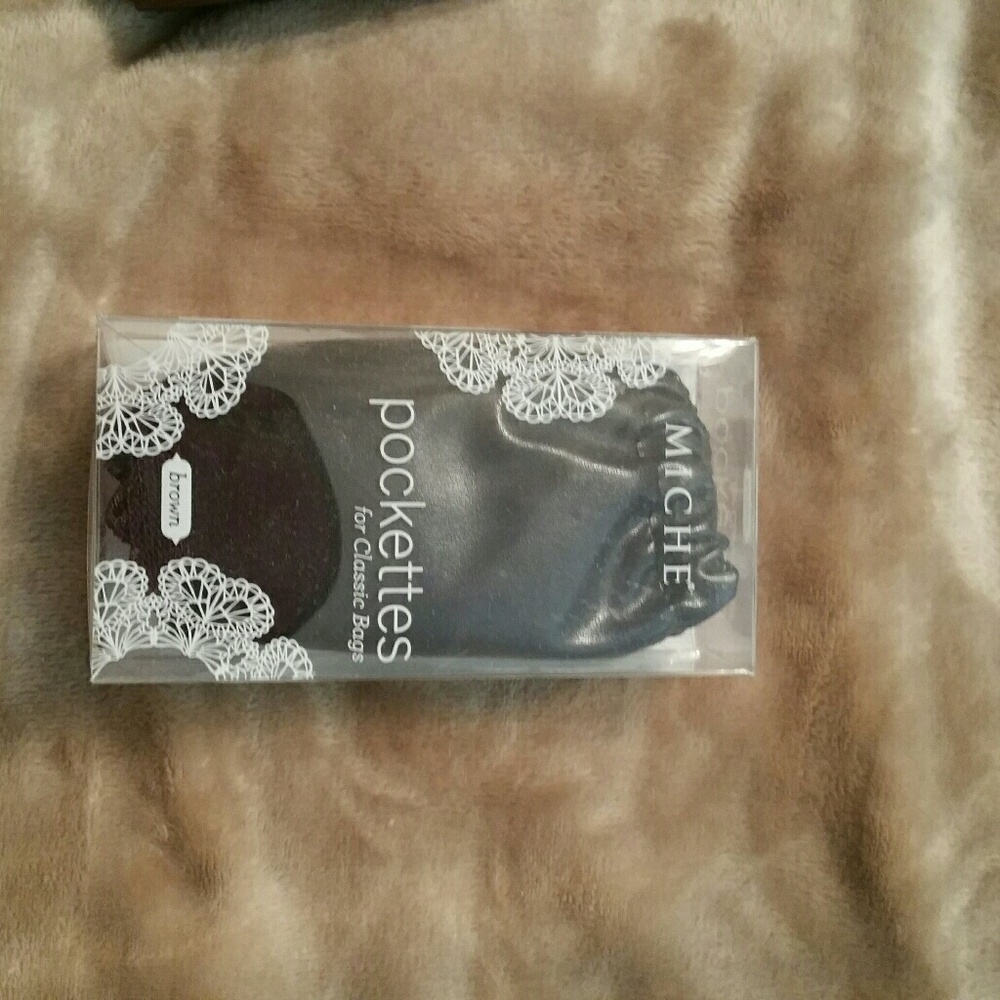 MICHE
pockettes
for Classic Bags
brown